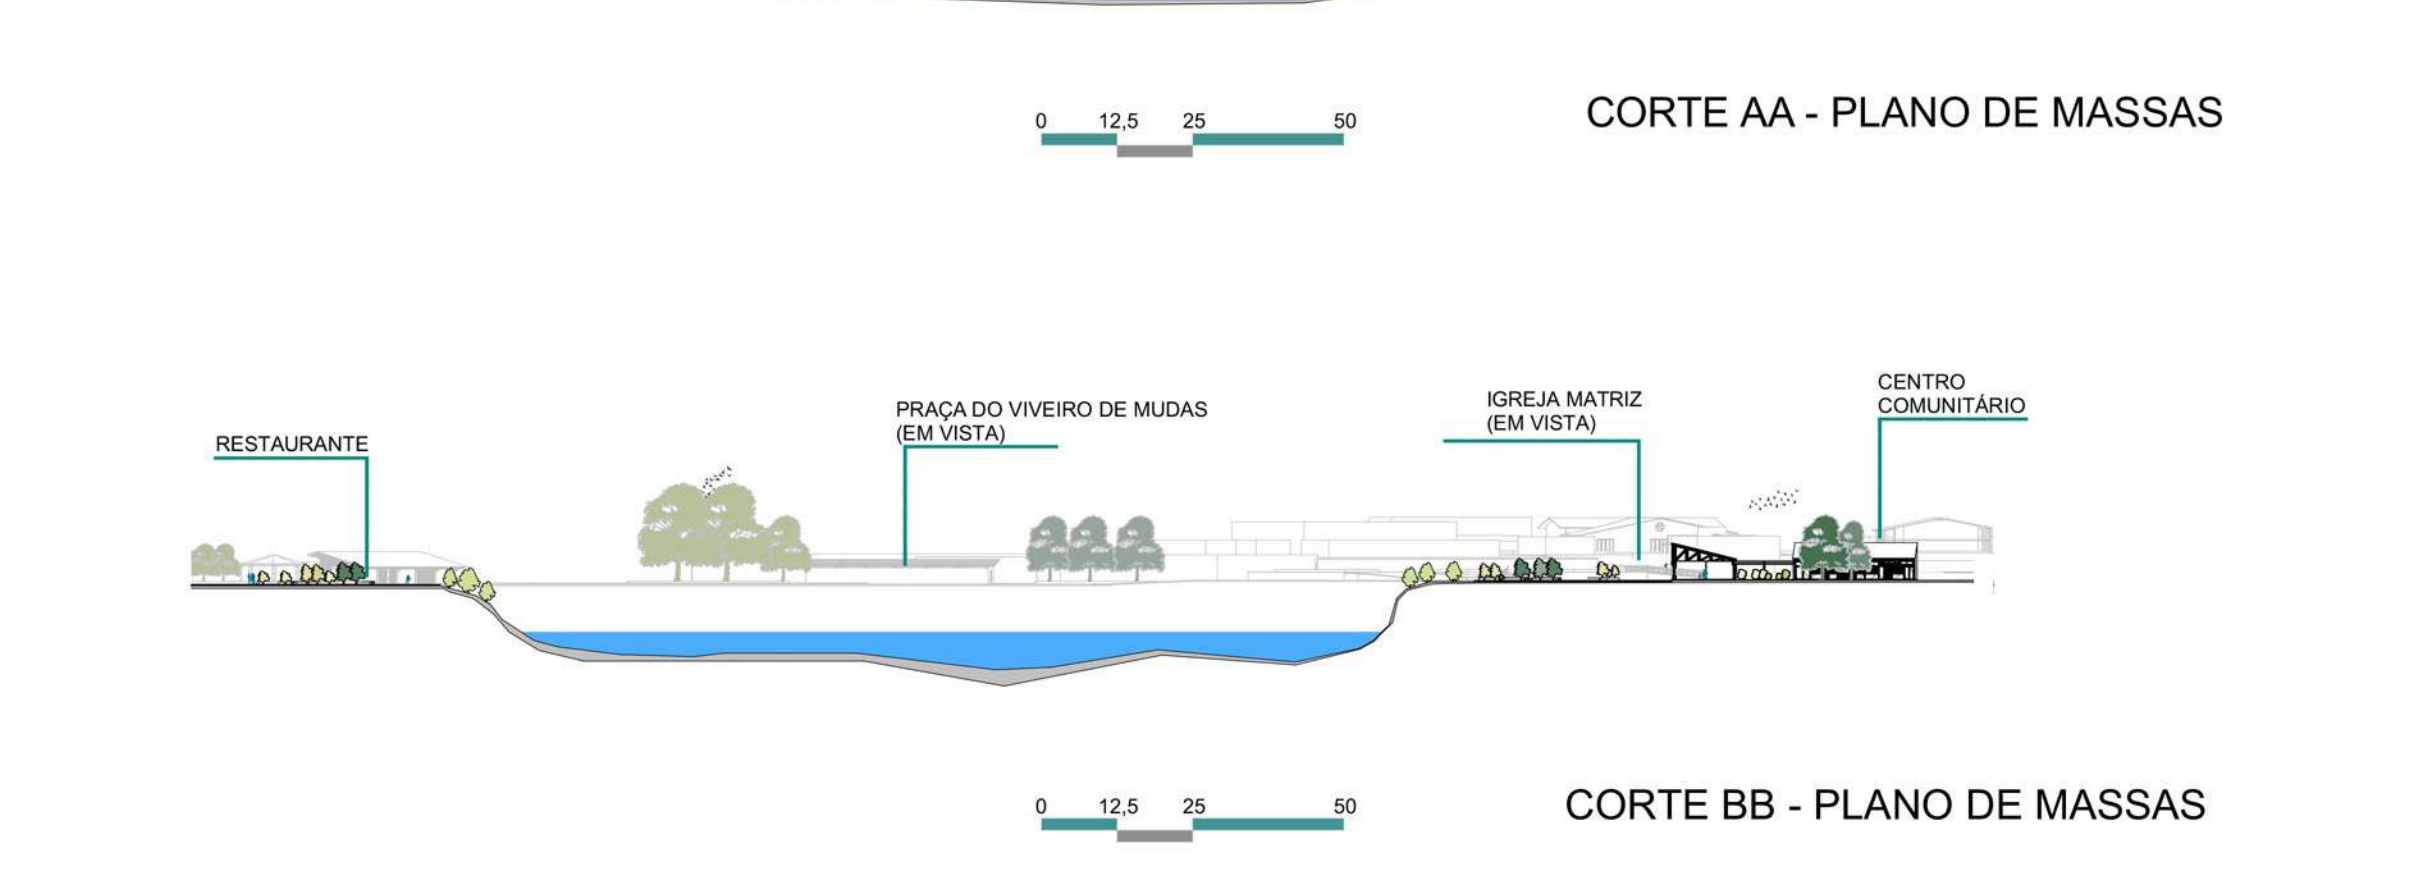 0 12,5 25 50
CORTE AA - PLANO DE MASSAS
RESTAURANTE
PRAÇA DO VIVEIRO DE MUDAS
(EM VISTA)
IGREJA MATRIZ
(EM VISTA)
CENTRO
COMUNITÁRIO
0 12,5 25 50
CORTE BB - PLANO DE MASSAS